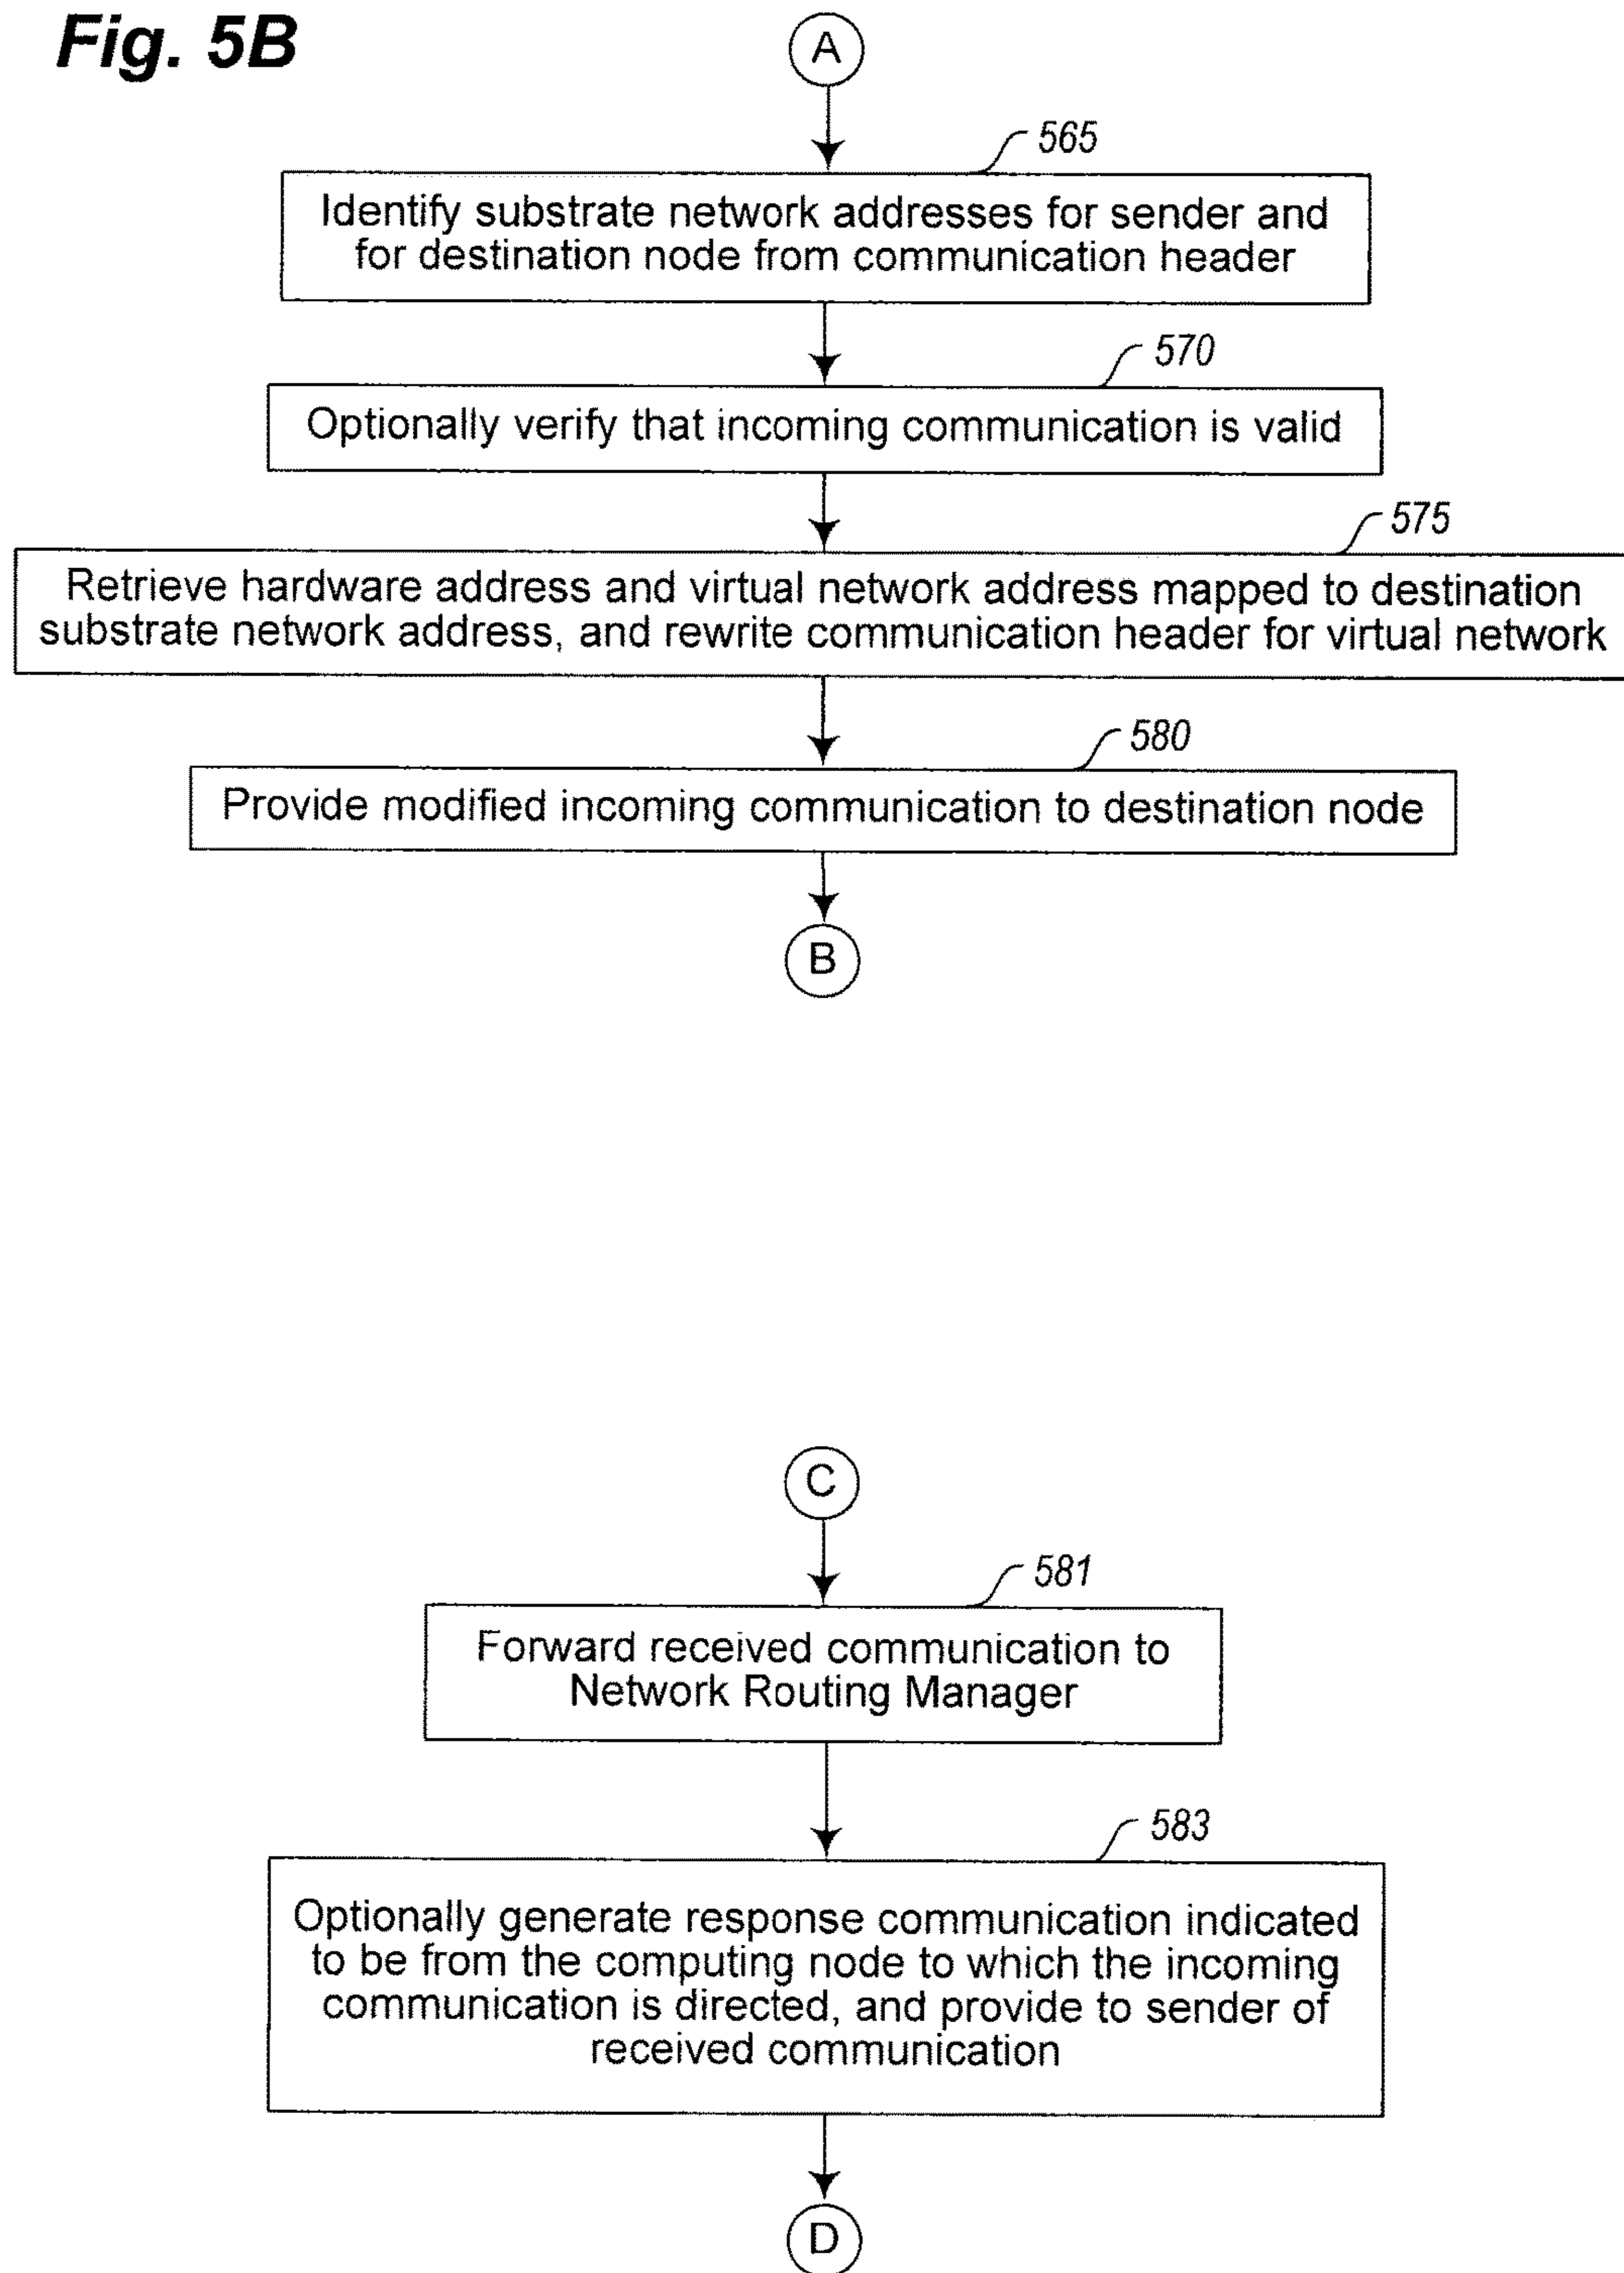 Fig. 5B
A
565
Identify substrate network addresses for sender and
for destination node from communication header
570
Optionally verify that incoming communication is valid
575
Retrieve hardware address and virtual network address mapped to destination
substrate network address, and rewrite communication header for virtual network
580
Provide modified incoming communication to destination node
B
C
581
Forward received communication to
Network Routing Manager
583
Optionally generate response communication indicated
to be from the computing node to which the incoming
communication is directed, and provide to sender of
received communication
D